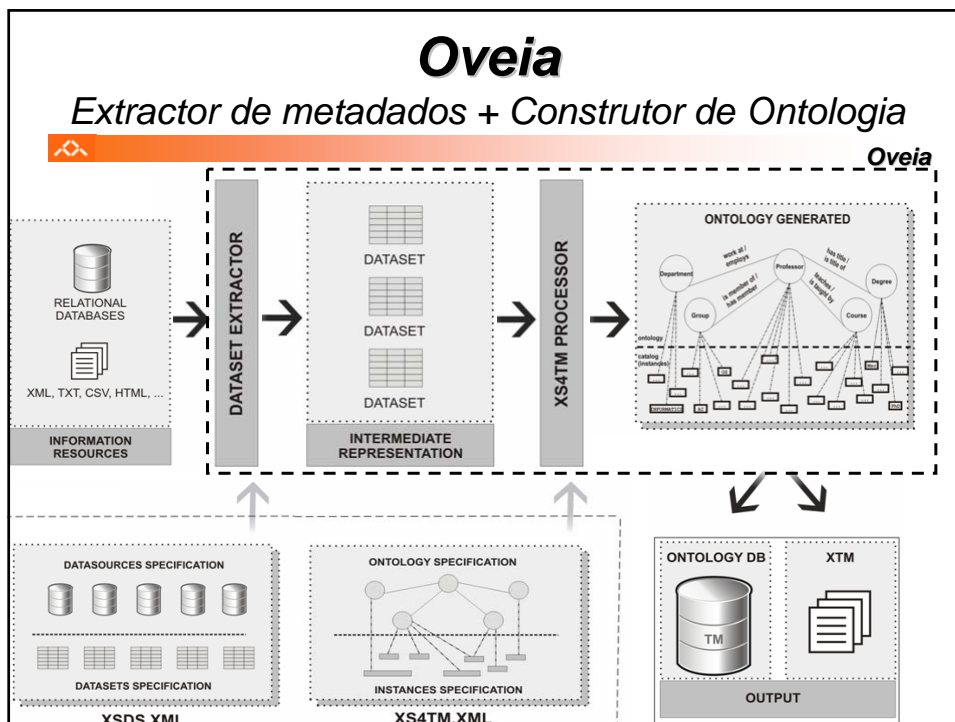 Oveia
Extractor de metadados + Construtor de Ontologia
Oveia
RELATIONAL
DATABASES
XML, TXT, CSV, HTML, ...
INFORMATION
RESOURCES
DATASET EXTRACTOR
DATASET
DATASET
DATASET
INTERMEDIATE
REPRESENTATION
XS4TM PROCESSOR
ONTOLOGY GENERATED
work at /
employs
has title /
is title of
Department
Professor
Degree
is member of /
has member
teaches /
is taught by
Group
Course
ontology
catalog
(instances)
INFORMATICS
AI
PhD
DATASOURCES SPECIFICATION
DATASETS SPECIFICATION
XSDS.XML
ONTOLOGY SPECIFICATION
INSTANCES SPECIFICATION
XS4TM.XML
ONTOLOGY DB
TM
XTM
OUTPUT